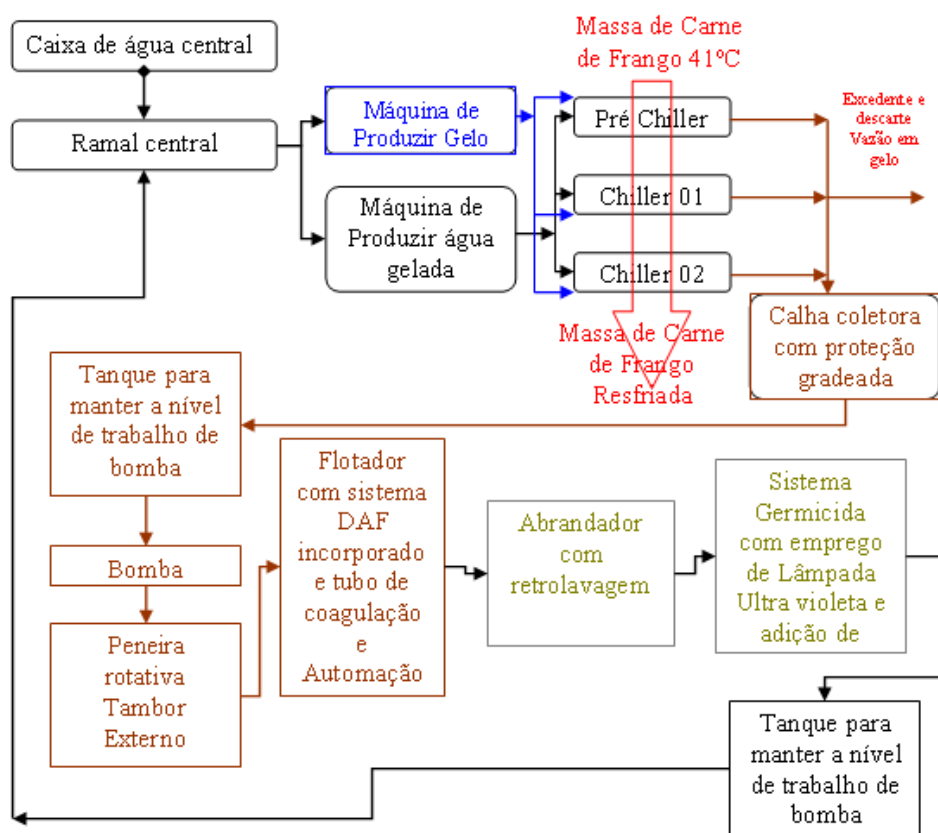 Caixa de água central
Ramal central
Máquina de
Produzir Gelo
Máquina de
Produzir água
gelada
Massa de Carne
de Frango 41ºC
Pré Chiller
Chiller 01
Chiller 02
Massa de Carne
de Frango
Resfriada
Excedente e
descarte
Vazão em
gelo
Calha coletora
com proteção
gradeada
Tanque para
manter a nível
de trabalho de
bomba
Bomba
Peneira
rotativa
Tambor
Externo
Flotador
com sistema
DAF
incorporado
e tubo de
coagulação
e
Automação
Abrandador
com
retrolavagem
Sistema
Germicida
com emprego
de Lâmpada
Ultra violeta e
adição de
Tanque para
manter a nível
de trabalho de
bomba